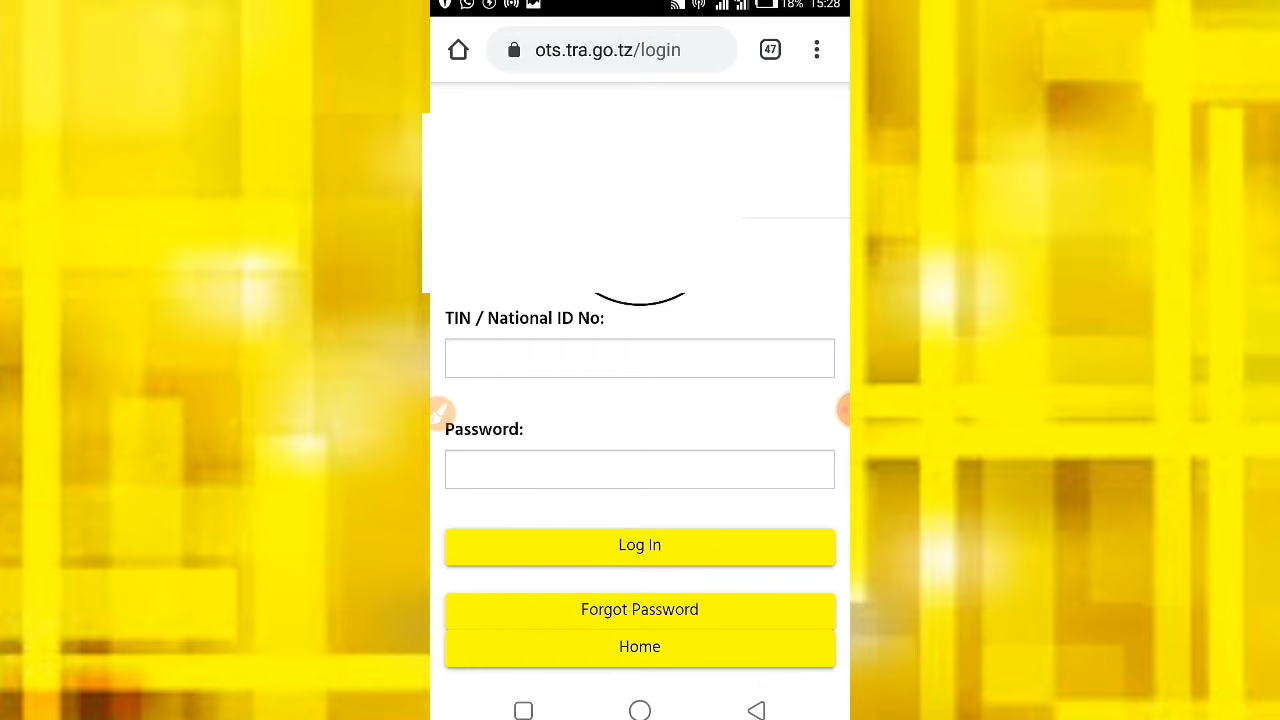 18% 15:28
ots.tra.go.tz/login 47
TIN / National ID No:
Password:
Log In
Forgot Password
Home